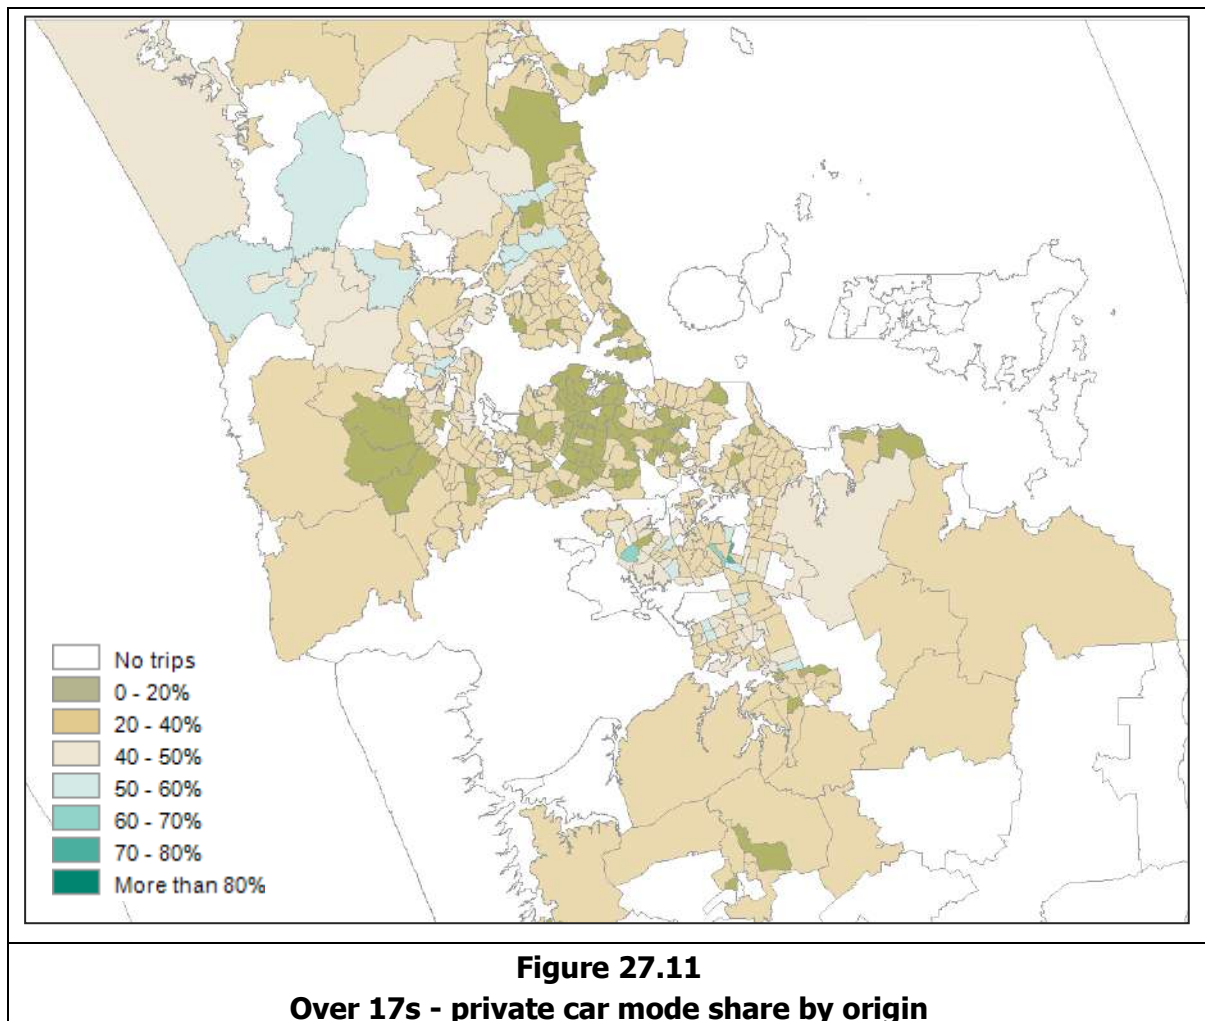 No trips
0 - 20%
20 - 40%
40 - 50%
50 - 60%
60 - 70%
70 - 80%
More than 80%
Figure 27.11
Over 17s - private car mode share by origin